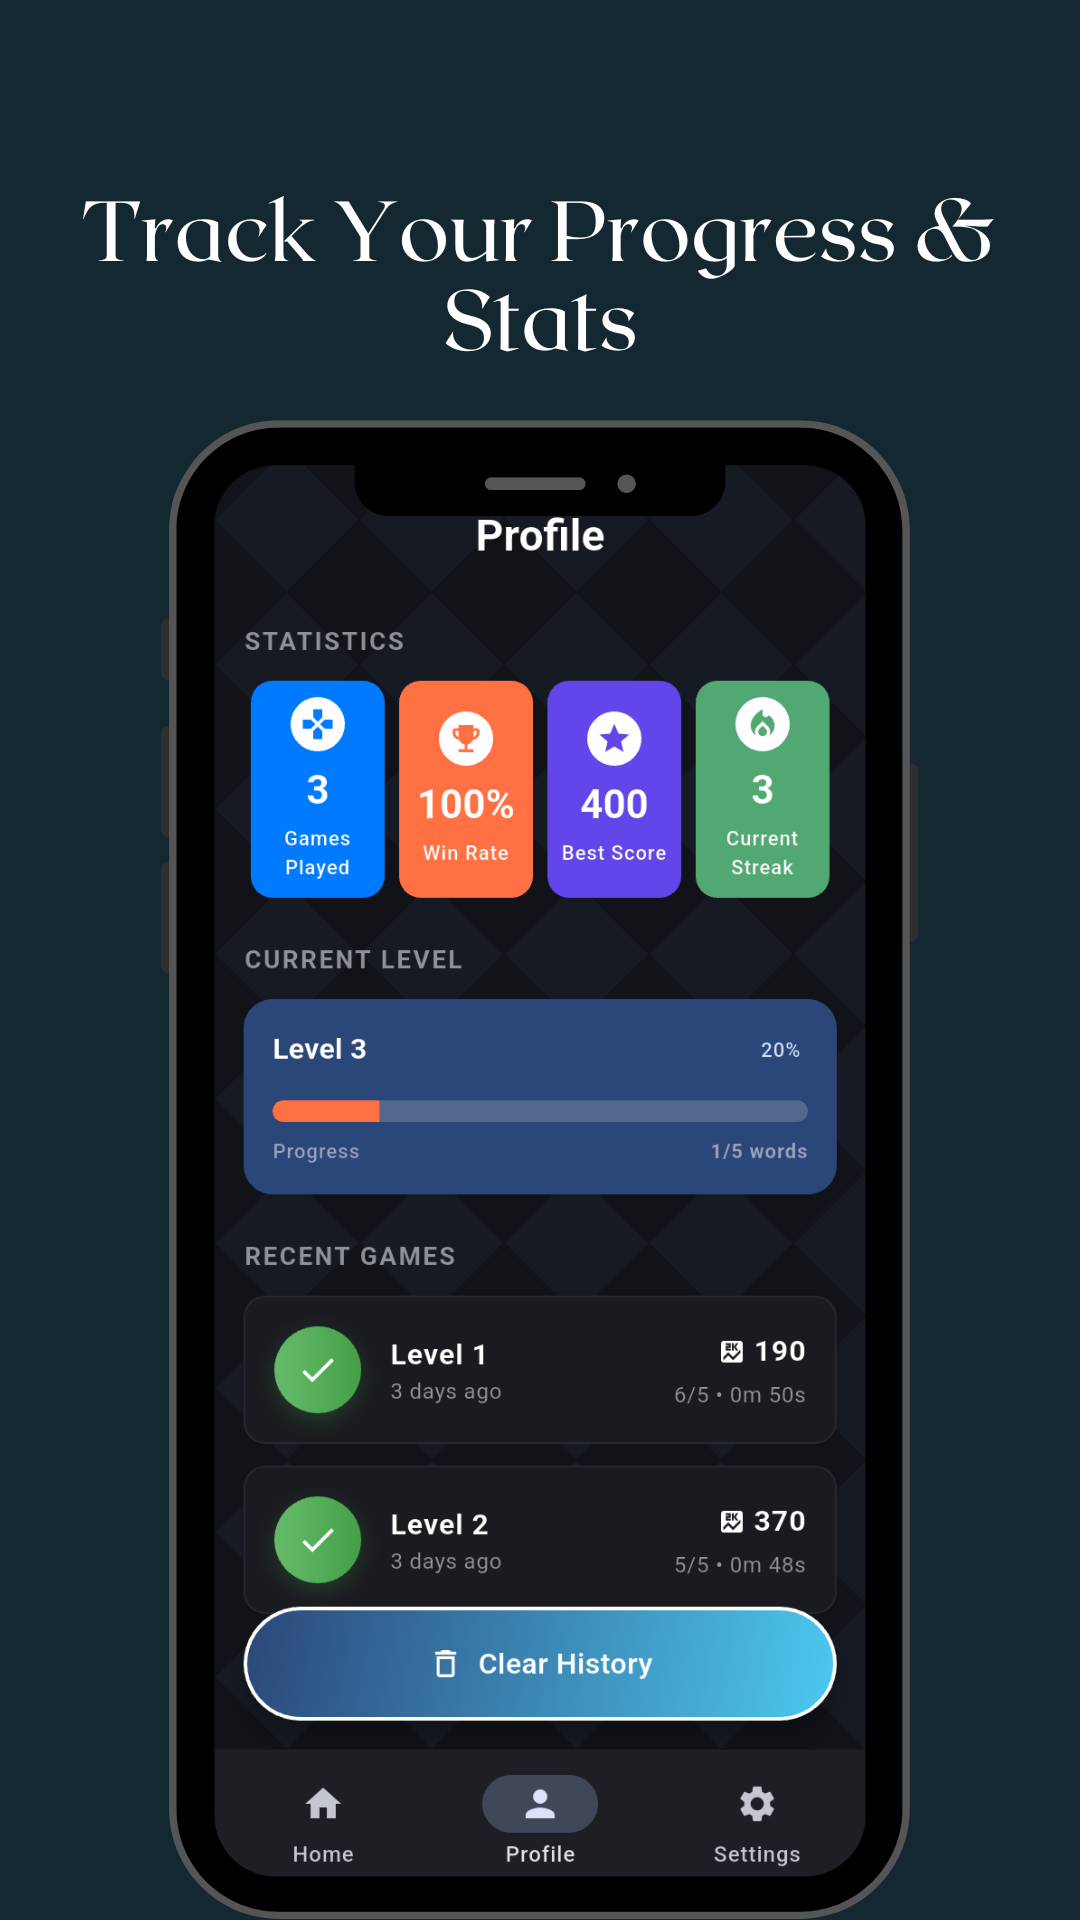 Track Your Progress &
Stats
Profile
STATISTICS
3
Games
Played
100%
Win Rate
400
Best Score
3
Current
Streak
CURRENT LEVEL
Level 3
20%
Progress
1/5 words
RECENT GAMES
Level 1
190
3 days ago
6/5 • 0m 50s
Level 2
370
3 days ago
5/5 • 0m 48s
Clear History
Home
Profile
Settings